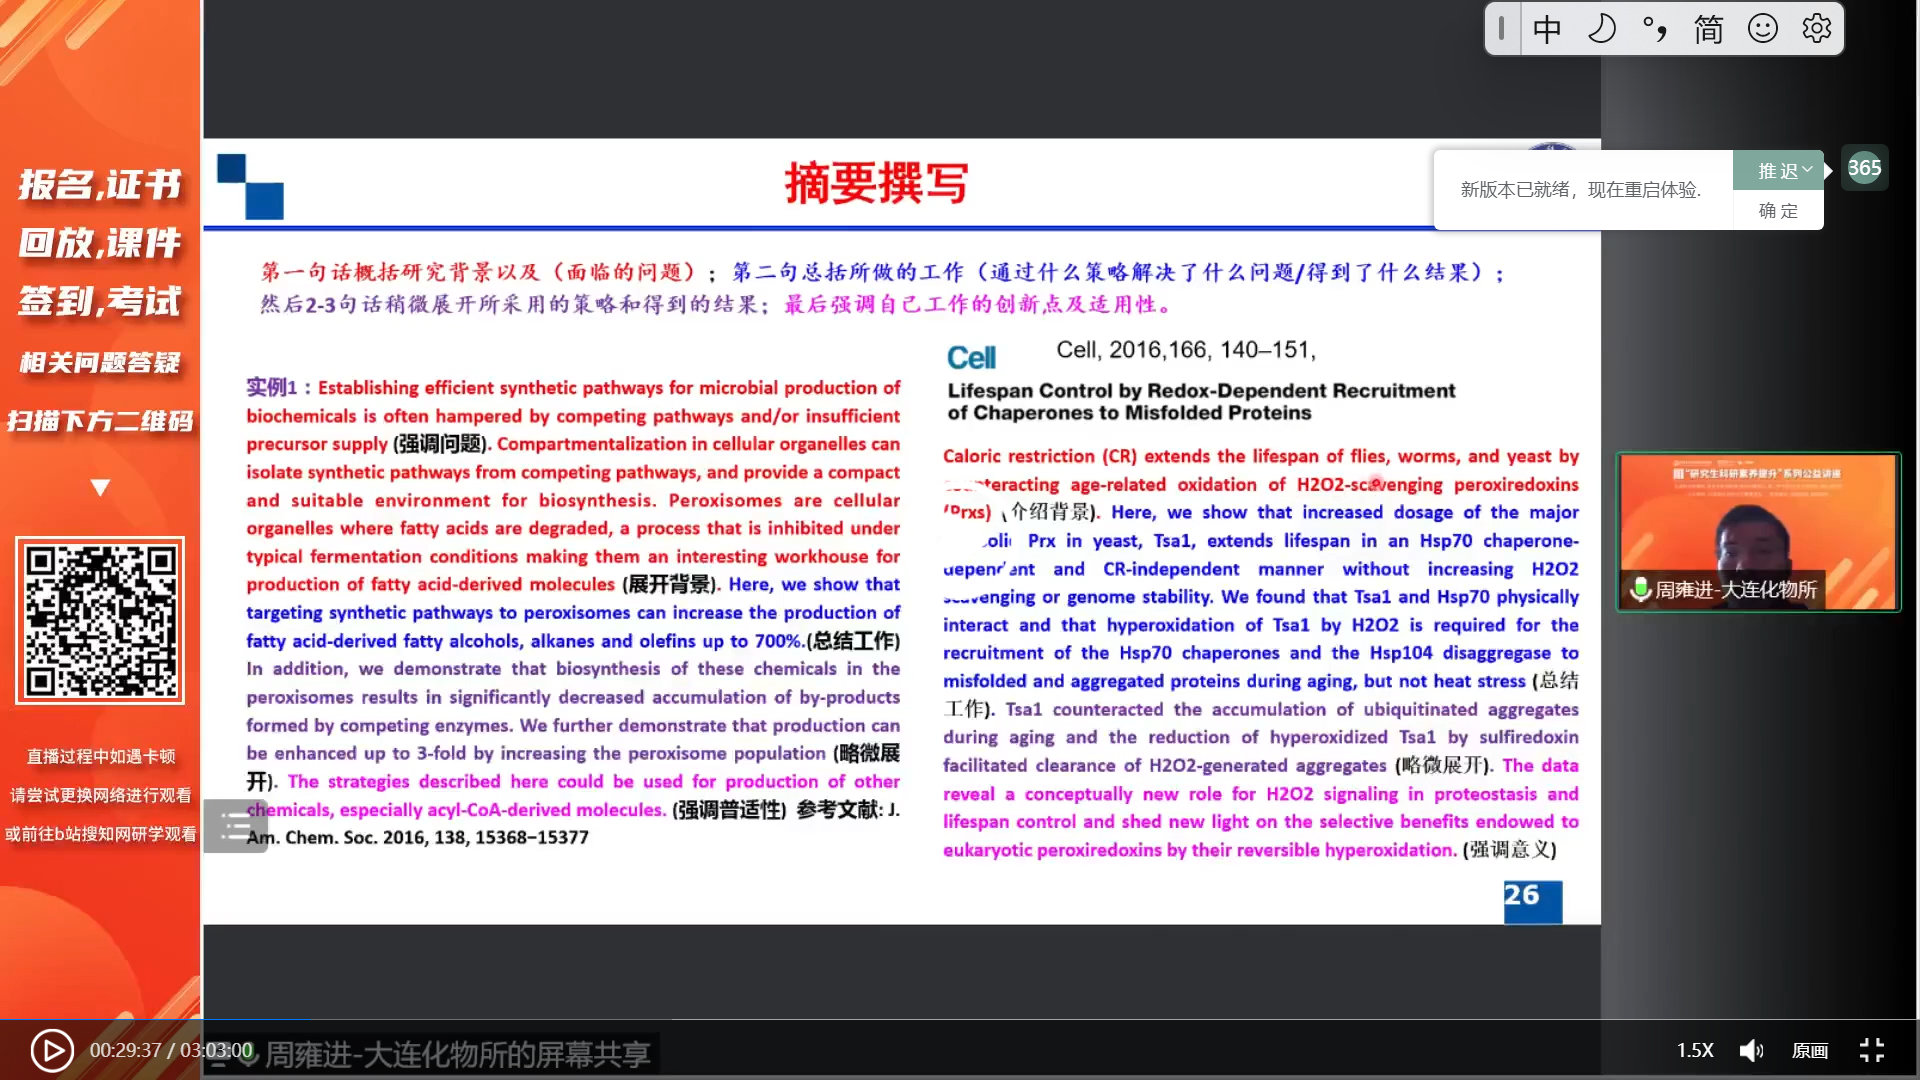 中 简
报名,证书
回放,课件
签到,考试
相关问题答疑
扫描下方二维码
直播过程中如遇卡顿
请尝试更换网络进行观看
或前往b站搜知网研学观看
摘要撰写
新版本已就绪，现在重启体验.
推迟
确定
365
第一句话概括研究背景以及（面临的问题）；第二句总括所做的工作（通过什么策略解决了什么问题/得到了什么结果）；
然后2-3句话稍微展开所采用的策略和得到的结果；最后强调自己工作的创新点及适用性。
实例1：Establishing efficient synthetic pathways for microbial production of
biochemicals is often hampered by competing pathways and/or insufficient
precursor supply (强调问题). Compartmentalization in cellular organelles can
isolate synthetic pathways from competing pathways, and provide a compact
and suitable environment for biosynthesis. Peroxisomes are cellular
organelles where fatty acids are degraded, a process that is inhibited under
typical fermentation conditions making them an interesting workhouse for
production of fatty acid-derived molecules (展开背景). Here, we show that
targeting synthetic pathways to peroxisomes can increase the production of
fatty acid-derived fatty alcohols, alkanes and olefins up to 700%.(总结工作)
In addition, we demonstrate that biosynthesis of these chemicals in the
peroxisomes results in significantly decreased accumulation of by-products
formed by competing enzymes. We further demonstrate that production can
be enhanced up to 3-fold by increasing the peroxisome population (略微展
开). The strategies described here could be used for production of other
chemicals, especially acyl-CoA-derived molecules. (强调普适性) 参考文献: J.
Am. Chem. Soc. 2016, 138, 15368−15377
Cell Cell, 2016,166, 140–151,
Lifespan Control by Redox-Dependent Recruitment
of Chaperones to Misfolded Proteins
Caloric restriction (CR) extends the lifespan of flies, worms, and yeast by
age-related oxidation of H2O2-scavenging peroxiredoxins
(Prxs) (介绍背景). Here, we show that increased dosage of the major
Prx in yeast, Tsa1, extends lifespan in an Hsp70 chaperone-
dependent and CR-independent manner without increasing H2O2
scavenging or genome stability. We found that Tsa1 and Hsp70 physically
interact and that hyperoxidation of Tsa1 by H2O2 is required for the
recruitment of the Hsp70 chaperones and the Hsp104 disaggregase to
misfolded and aggregated proteins during aging, but not heat stress (总结
工作). Tsa1 counteracted the accumulation of ubiquitinated aggregates
during aging and the reduction of hyperoxidized Tsa1 by sulfiredoxin
facilitated clearance of H2O2-generated aggregates (略微展开). The data
reveal a conceptually new role for H2O2 signaling in proteostasis and
lifespan control and shed new light on the selective benefits endowed to
eukaryotic peroxiredoxins by their reversible hyperoxidation. (强调意义)
26
"研究生科研素养提升"系列公益讲座
周雍进-大连化物所
00:29:37 / 03:03:00
周雍进-大连化物所的屏幕共享
1.5X
原画